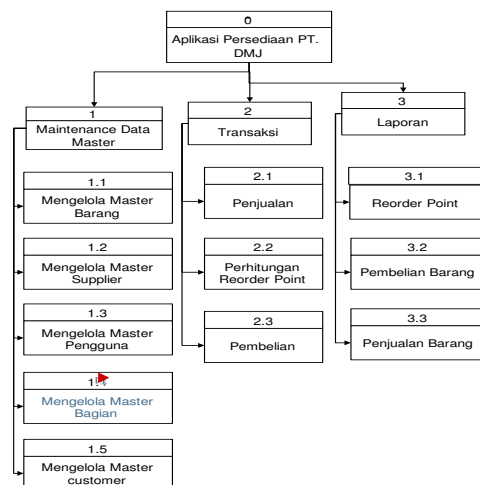 0
Aplikasi Persediaan PT.
DMJ
1
Maintenance Data
Master
1.1
Mengelola Master
Barang
1.2
Mengelola Master
Supplier
1.3
Mengelola Master
Pengguna
1.
Mengelola Master
Bagian
1.5
Mengelola Master
customer
2
Transaksi
2.1
Penjualan
2.2
Perhitungan
Reorder Point
2.3
Pembelian
3
Laporan
3.1
Reorder Point
3.2
Pembelian Barang
3.3
Penjualan Barang